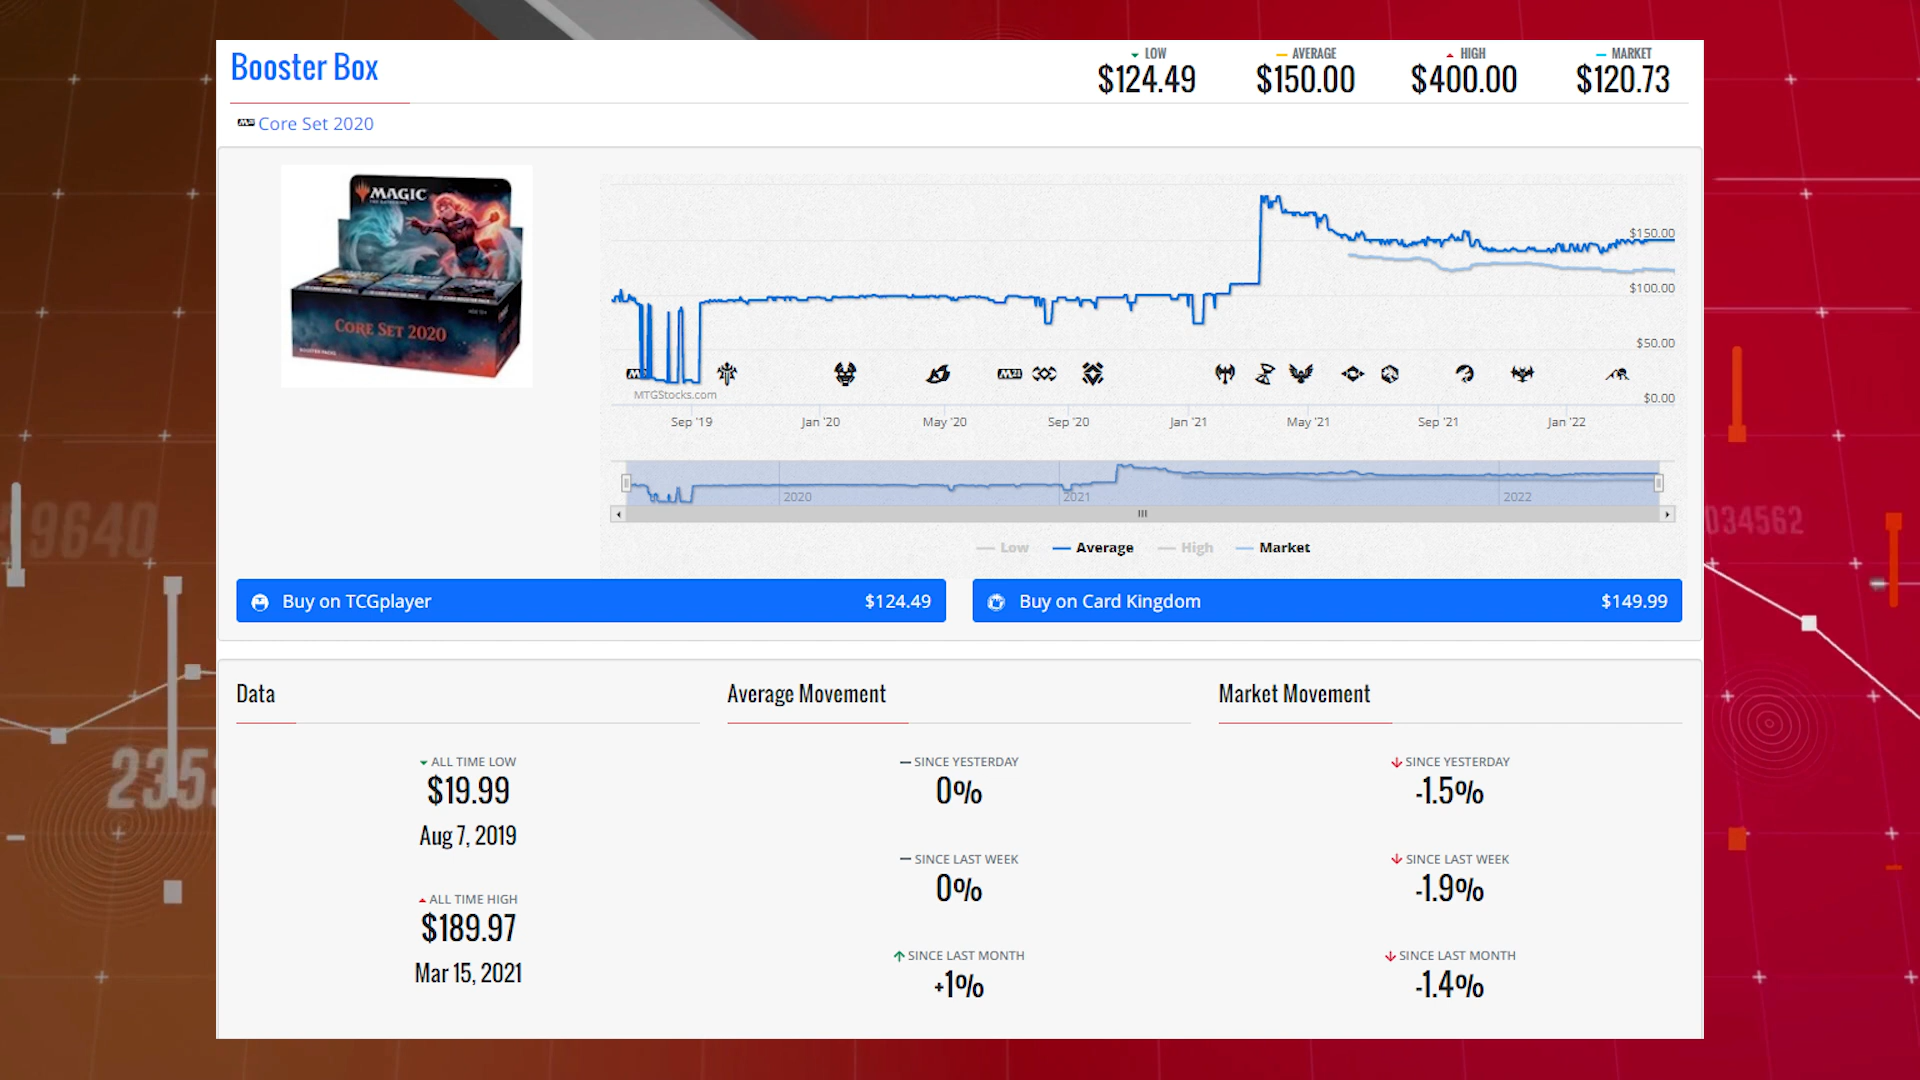 Booster Box
LOW
$124.49
AVERAGE
$150.00
HIGH
$400.00
MARKET
$120.73
Core Set 2020
MAGIC
CORE SET 2020
$150.00
$100.00
$50.00
$0.00
M21
MTGStocks.com
Sep '19
Jan '20
May '20
Sep '20
Jan '21
May '21
Sep '21
Jan '22
2020
2021
2022
Low
Average
High
Market
Buy on TCGplayer
$124.49
Buy on Card Kingdom
$149.99
Data
ALL TIME LOW
$19.99
Aug 7, 2019
ALL TIME HIGH
$189.97
Mar 15, 2021
Average Movement
SINCE YESTERDAY
0%
SINCE LAST WEEK
0%
SINCE LAST MONTH
+1%
Market Movement
SINCE YESTERDAY
-1.5%
SINCE LAST WEEK
-1.9%
SINCE LAST MONTH
-1.4%
59640
235
034562